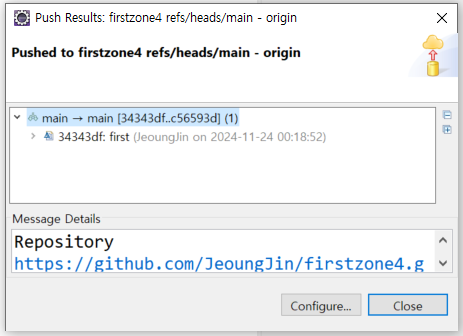 Push Results: firstzone4 refs/heads/main - origin
Pushed to firstzone4 refs/heads/main - origin
main → main [34343df..c56593d] (1)
34343df: first (JeoungJin on 2024-11-24 00:18:52)
Message Details
Repository
https://github.com/JeoungJin/firstzone4.g
Configure...
Close